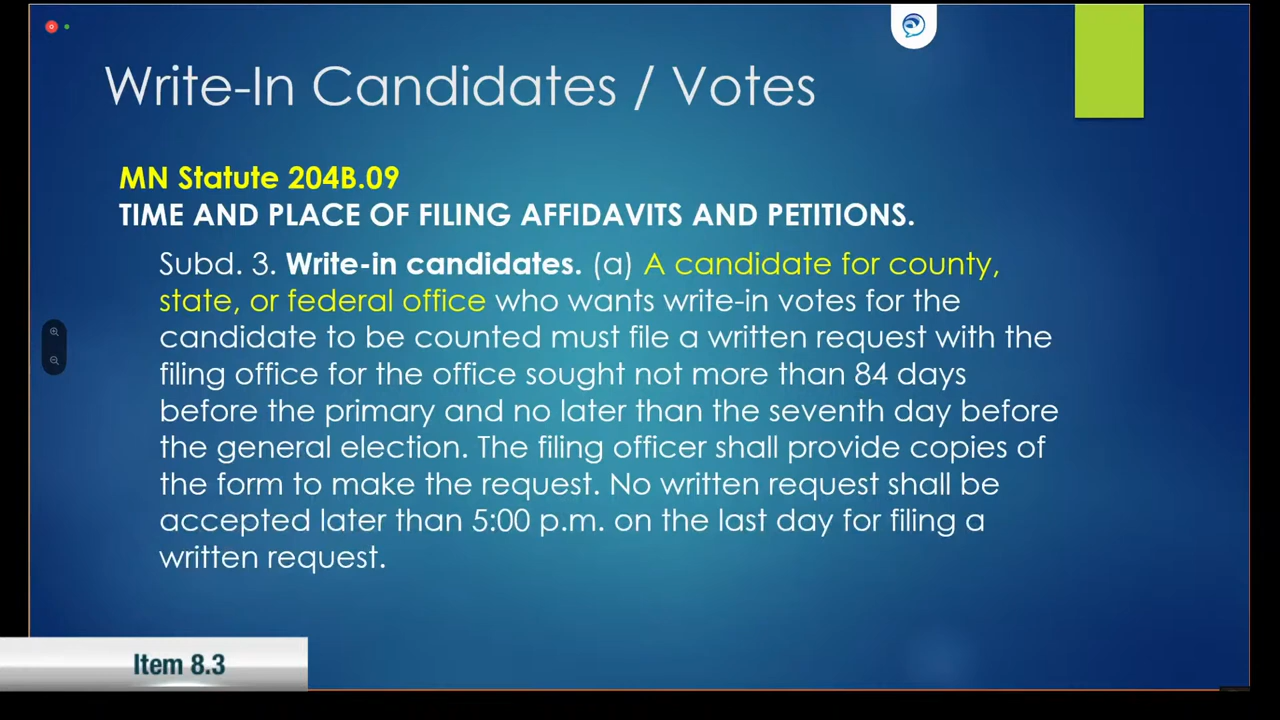 Write-In Candidates / Votes
MN Statute 204B.09
TIME AND PLACE OF FILING AFFIDAVITS AND PETITIONS.
Subd. 3. Write-in candidates. (a) A candidate for county,
state, or federal office who wants write-in votes for the
candidate to be counted must file a written request with the
filing office for the office sought not more than 84 days
before the primary and no later than the seventh day before
the general election. The filing officer shall provide copies of
the form to make the request. No written request shall be
accepted later than 5:00 p.m. on the last day for filing a
written request.
Item 8.3